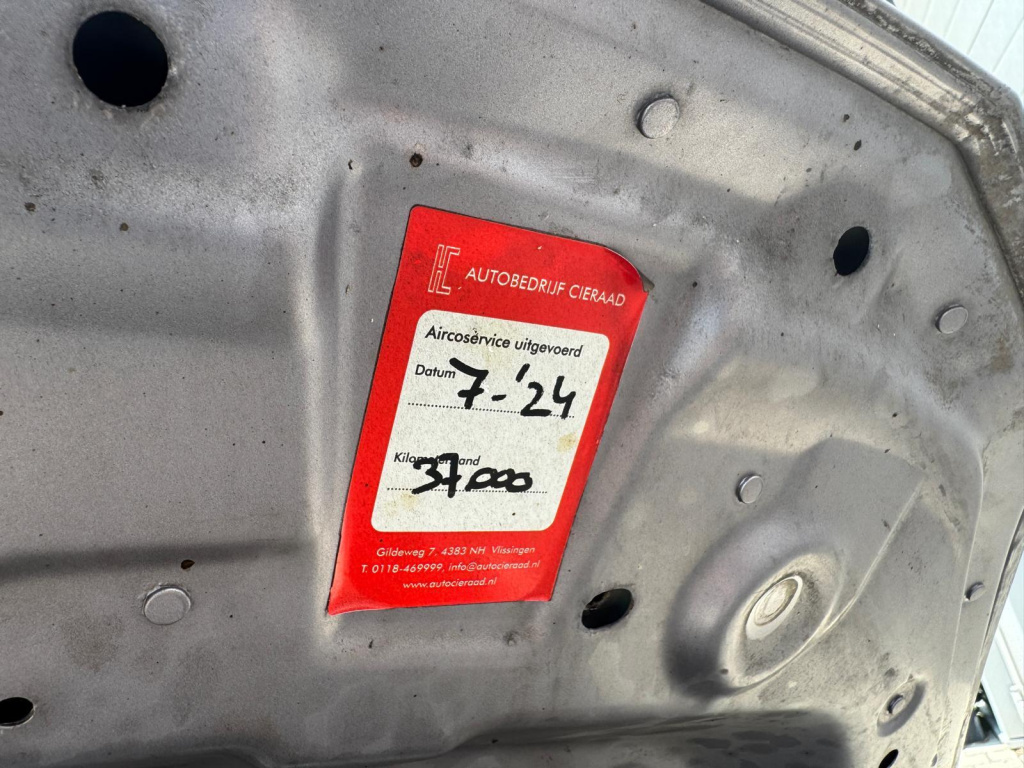 AUTOBEDRIJF CIERAAD
Aircoservice uitgevoerd
Datum 7-'24
Kilometerstand
37.000
Gildeweg 7, 4383 NH Vlissingen
T. 0118-469999, info@autocieraad.nl
www.autocieraad.nl